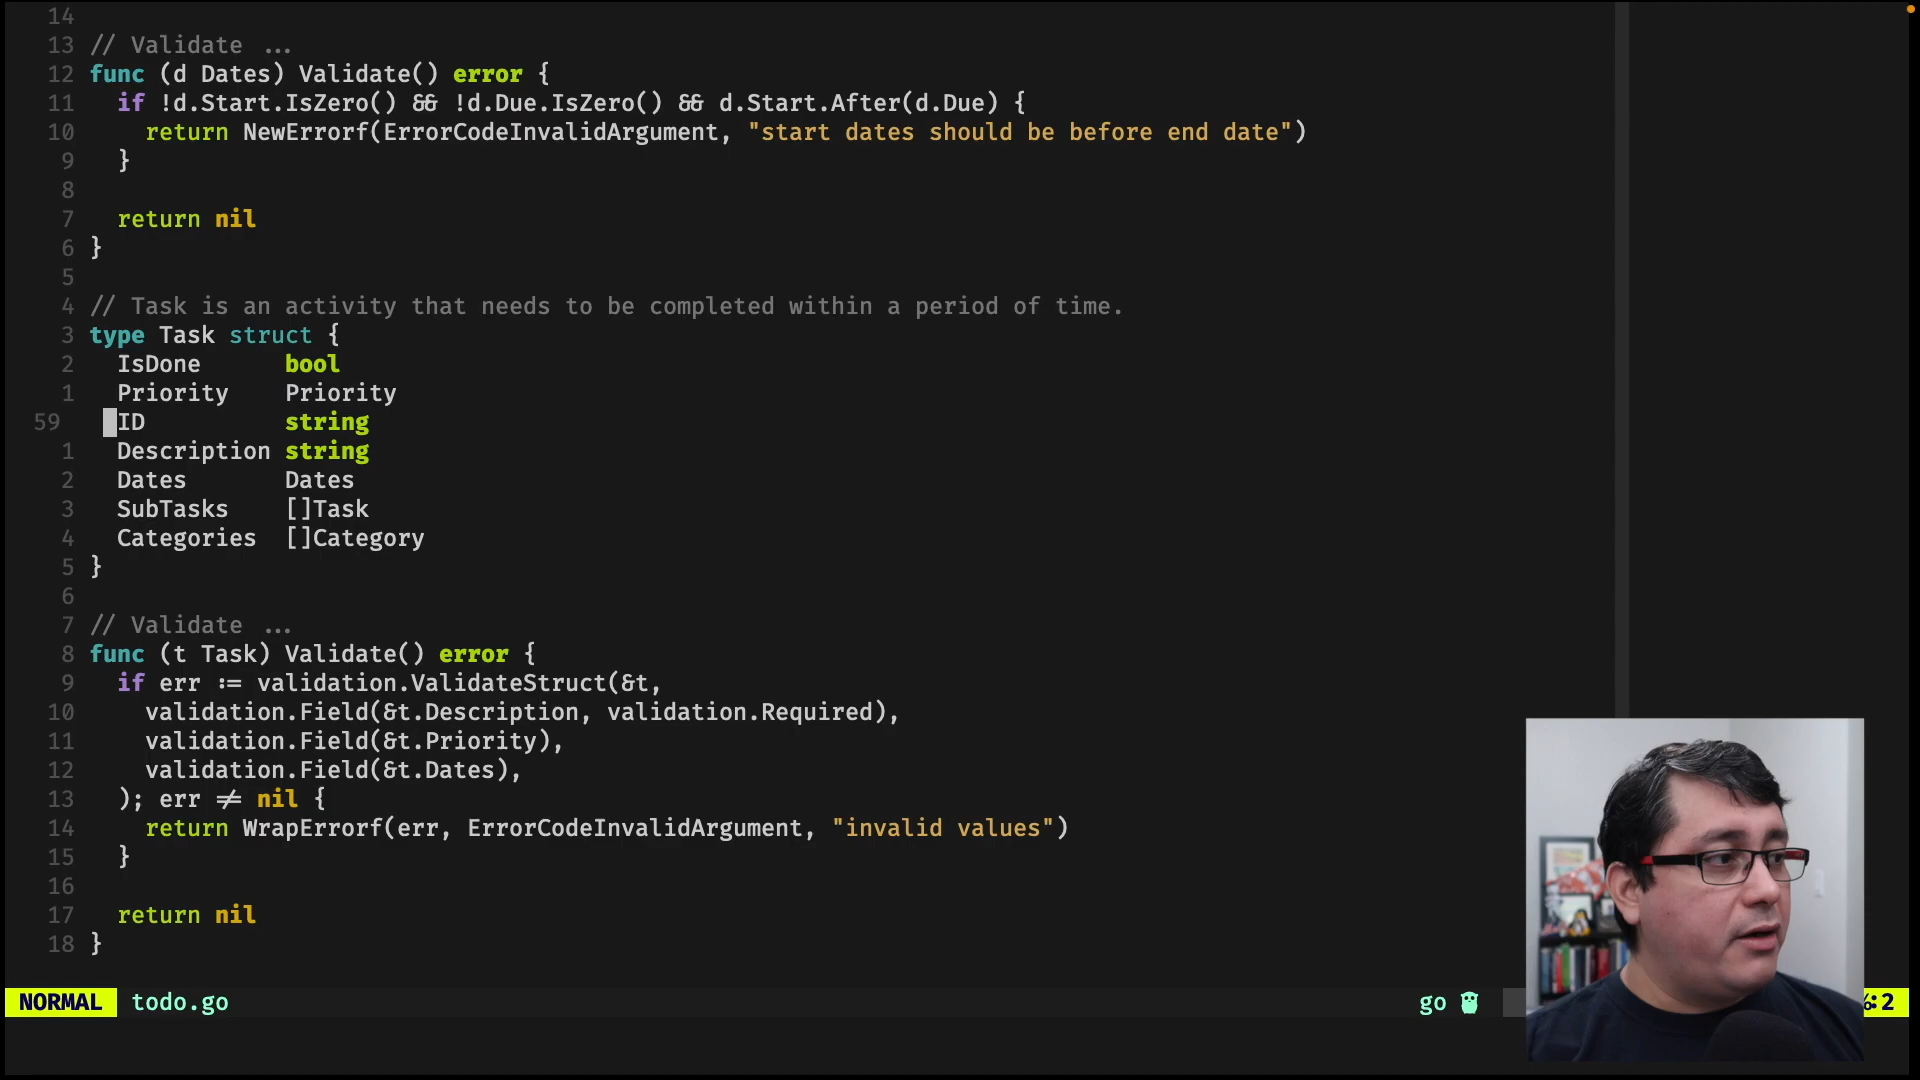 14
13 // Validate ...
12 func (d Dates) Validate() error {
11   if !d.Start.IsZero() && !d.Due.IsZero() && d.Start.After(d.Due) {
10     return NewErrorf(ErrorCodeInvalidArgument, "start dates should be before end date")
9   }
8
7   return nil
6 }
5
4 // Task is an activity that needs to be completed within a period of time.
3 type Task struct {
2   IsDone      bool
1   Priority    Priority
59   ID          string
1   Description string
2   Dates       Dates
3   SubTasks    []Task
4   Categories  []Category
5 }
6
7 // Validate ...
8 func (t Task) Validate() error {
9   if err := validation.ValidateStruct(&t,
10     validation.Field(&t.Description, validation.Required),
11     validation.Field(&t.Priority),
12     validation.Field(&t.Dates),
13   ); err != nil {
14     return WrapErrorf(err, ErrorCodeInvalidArgument, "invalid values")
15   }
16
17   return nil
18 }
NORMAL todo.go go :2